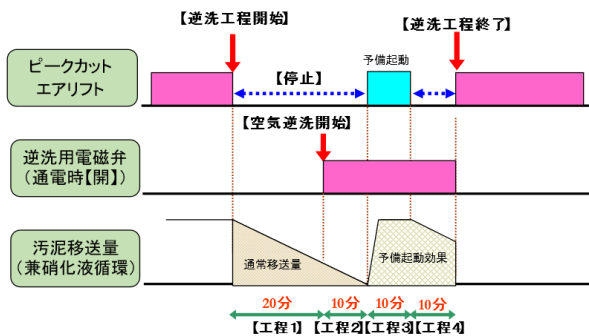 【逆洗工程開始】
【逆洗工程終了】
ピークカット
エアリフト
【停止】
予備起動
【空気逆洗開始】
逆洗用電磁弁
(通電時【開】)
汚泥移送量
(兼硝化液循環)
通常移送量
予備起動効果
20分 10分 10分 10分
【工程1】 【工程2】 【工程3】 【工程4】